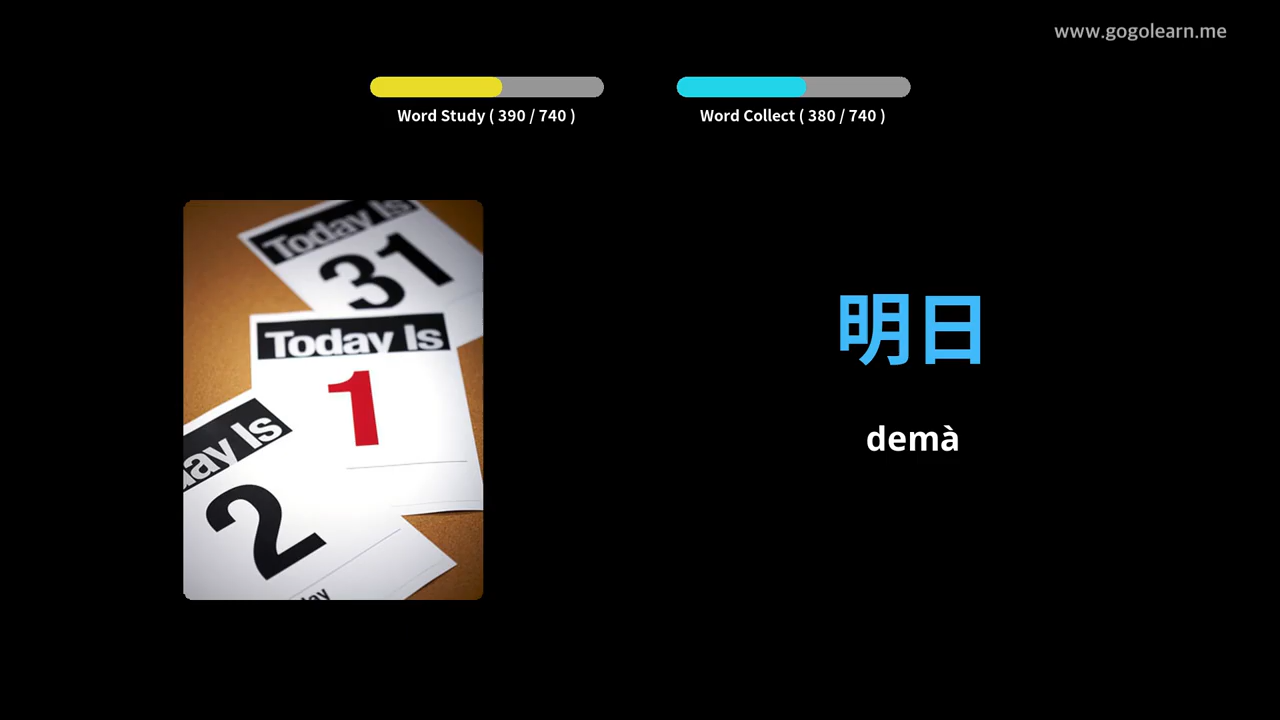 www.gogolearn.me
Word Study ( 390 / 740 )
Word Collect ( 380 / 740 )
Today Is
31
Today Is
1
ay Is
2
明日
demà